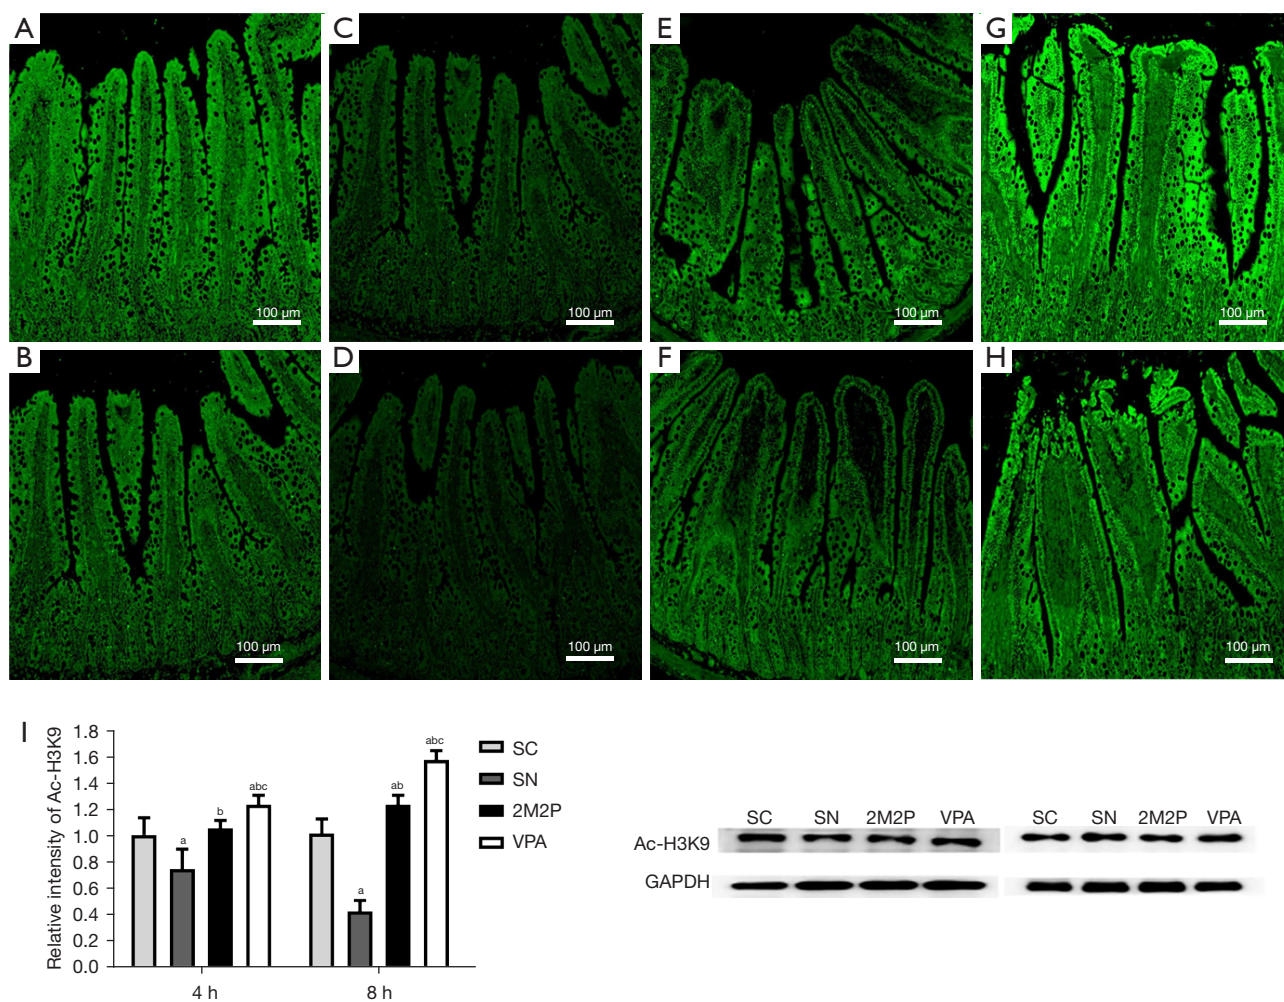 A
C
E
G
100 µm
100 µm
100 µm
100 µm
B
D
F
H
100 µm
100 µm
100 µm
100 µm
I
Relative intensity of Ac-H3K9
1.8
1.6
1.4
1.2
1.0
0.8
0.6
0.4
0.2
0.0
a
b
abc
a
ab
abc
4 h
8 h
SC
SN
2M2P
VPA
SC SN 2M2P VPA SC SN 2M2P VPA
Ac-H3K9
GAPDH